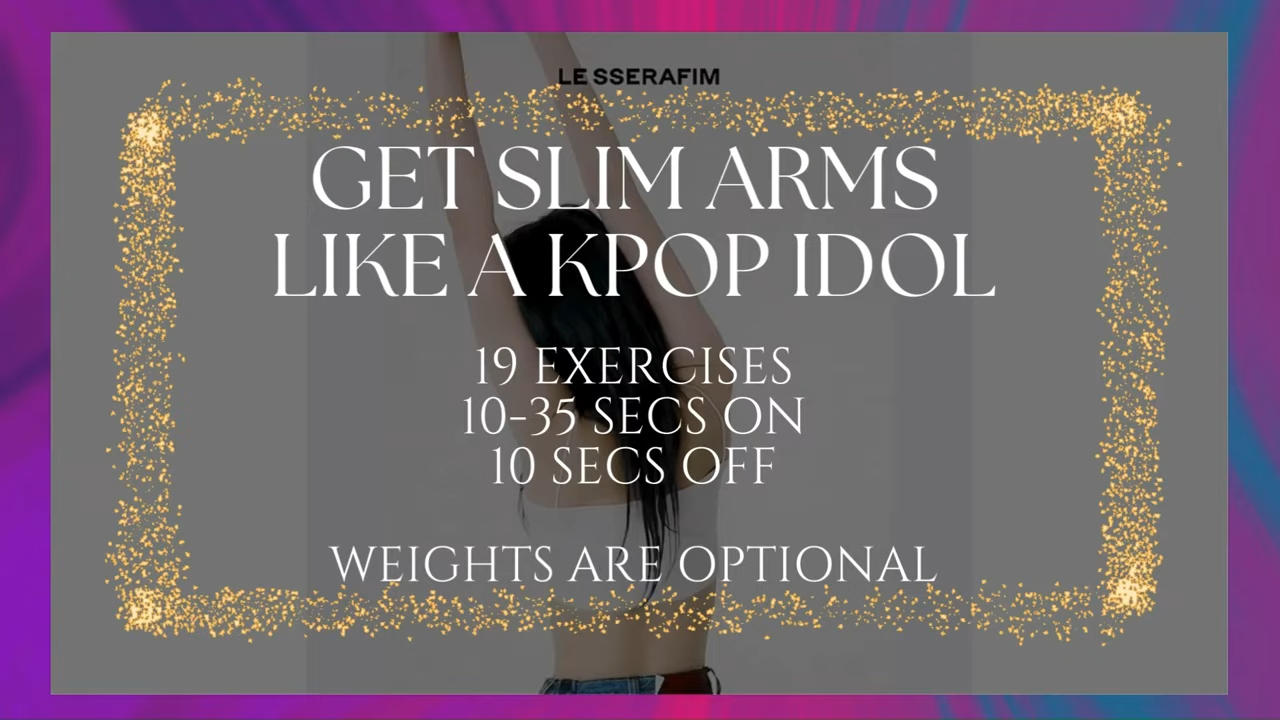 LE SSERAFIM
GET SLIM ARMS
LIKE A KPOP IDOL
19 EXERCISES
10-35 SECS ON
10 SECS OFF
WEIGHTS ARE OPTIONAL